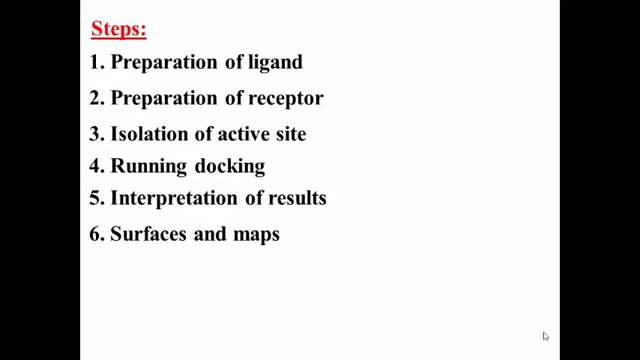 Steps:
1. Preparation of ligand
2. Preparation of receptor
3. Isolation of active site
4. Running docking
5. Interpretation of results
6. Surfaces and maps